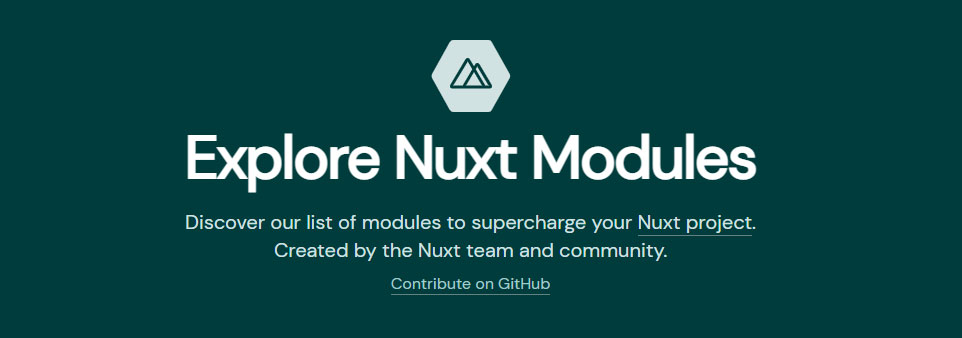 Explore Nuxt Modules
Discover our list of modules to supercharge your Nuxt project.
Created by the Nuxt team and community.
Contribute on GitHub